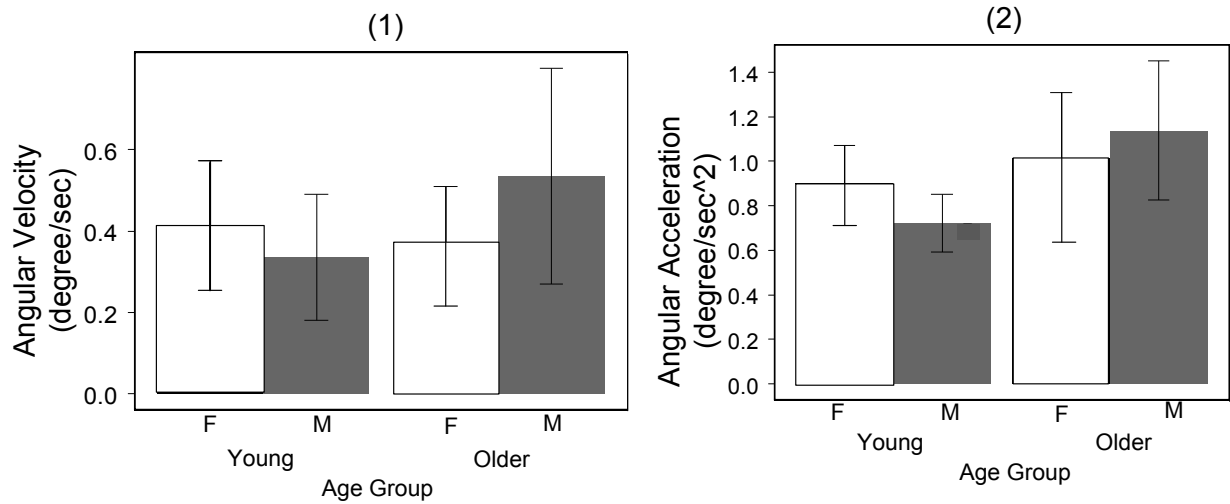 (1)
Angular Velocity
(degree/sec)
0.6
0.4
0.2
0.0
F M F M
Young Older
Age Group
(2)
Angular Acceleration
(degree/sec^2)
1.4
1.2
1.0
0.8
0.6
0.4
0.2
0.0
F M F M
Young Older
Age Group